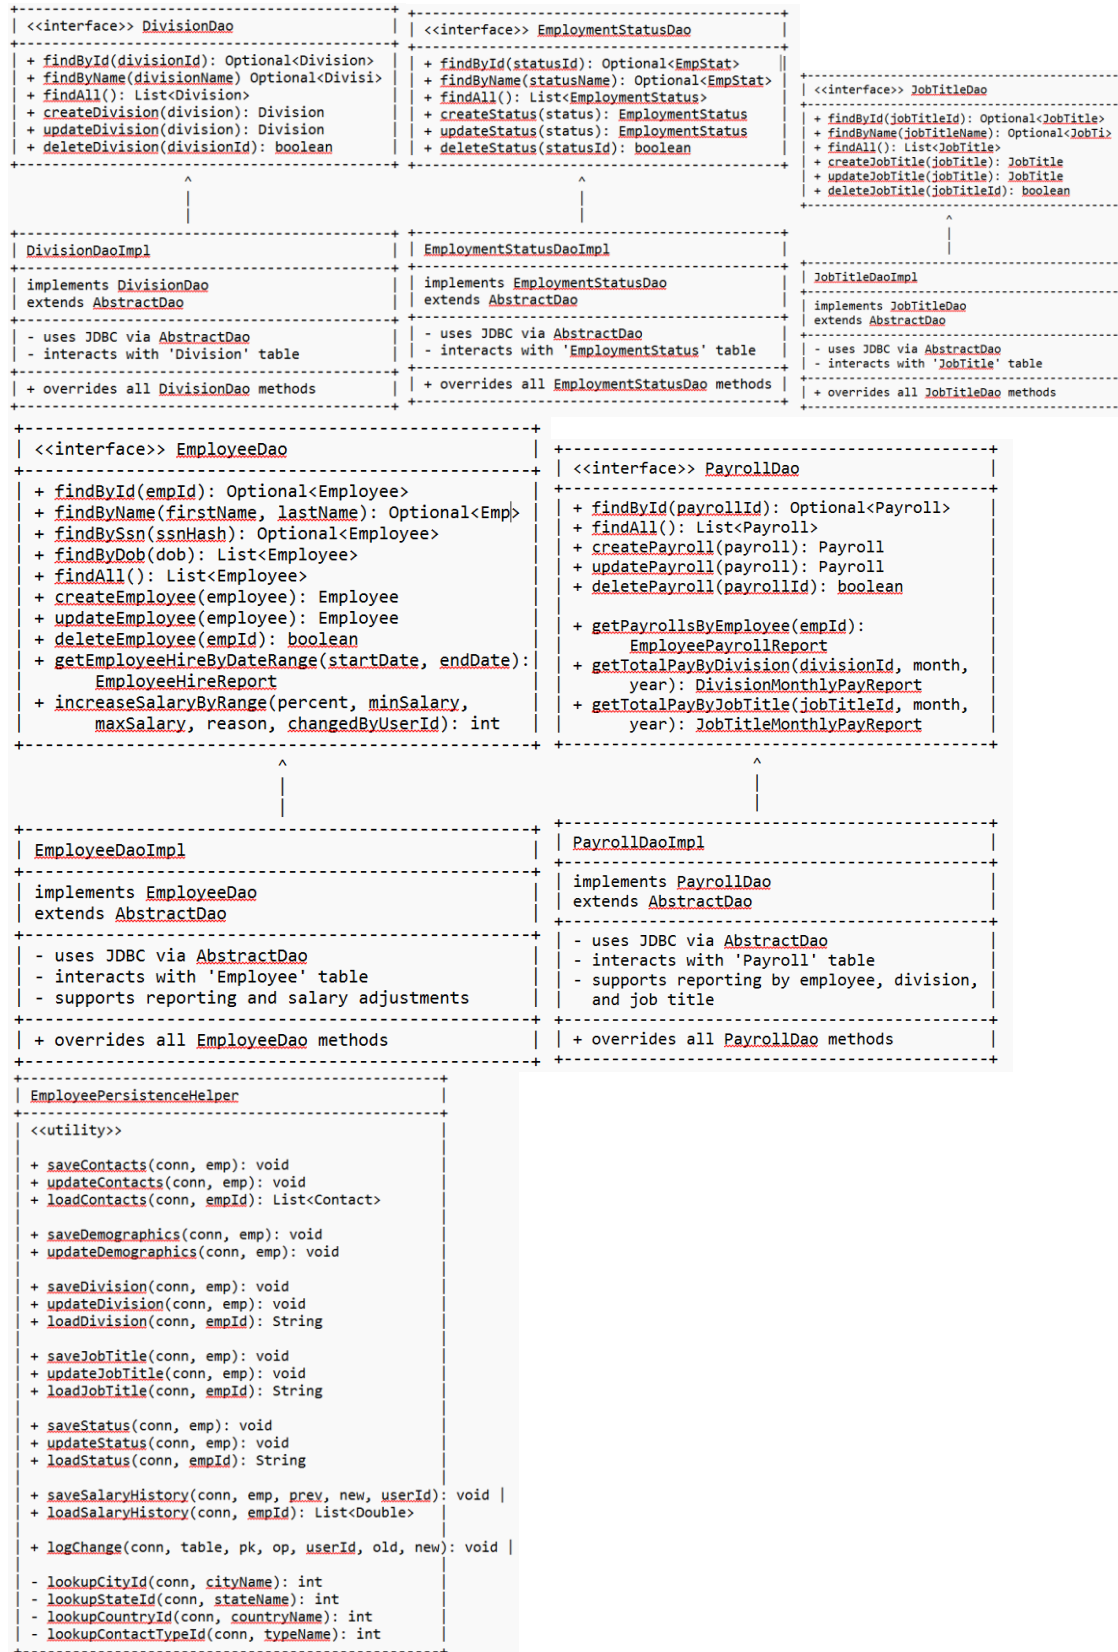 <<interface>> DivisionDao
+ findById(divisionId): Optional<Division>
+ findByName(divisionName) Optional<Divisi>
+ findAll(): List<Division>
+ createDivision(division): Division
+ updateDivision(division): Division
+ deleteDivision(divisionId): boolean
DivisionDaoImpl
implements DivisionDao
extends AbstractDao
- uses JDBC via AbstractDao
- interacts with 'Division' table
+ overrides all DivisionDao methods
<<interface>> EmploymentStatusDao
+ findById(statusId): Optional<EmpStat>
+ findByName(statusName): Optional<EmpStat>
+ findAll(): List<EmploymentStatus>
+ createStatus(status): EmploymentStatus
+ updateStatus(status): EmploymentStatus
+ deleteStatus(statusId): boolean
EmploymentStatusDaoImpl
implements EmploymentStatusDao
extends AbstractDao
- uses JDBC via AbstractDao
- interacts with 'EmploymentStatus' table
+ overrides all EmploymentStatusDao methods
<<interface>> JobTitleDao
+ findById(jobTitleId): Optional<JobTitle>
+ findByName(jobTitleName): Optional<JobTi>
+ findAll(): List<JobTitle>
+ createJobTitle(jobTitle): JobTitle
+ updateJobTitle(jobTitle): JobTitle
+ deleteJobTitle(jobTitleId): boolean
JobTitleDaoImpl
implements JobTitleDao
extends AbstractDao
- uses JDBC via AbstractDao
- interacts with 'JobTitle' table
+ overrides all JobTitleDao methods
<<interface>> EmployeeDao
+ findById(empId): Optional<Employee>
+ findByName(firstName, lastName): Optional<Emp>
+ findBySsn(ssnHash): Optional<Employee>
+ findByDob(dob): List<Employee>
+ findAll(): List<Employee>
+ createEmployee(employee): Employee
+ updateEmployee(employee): Employee
+ deleteEmployee(empId): boolean
+ getEmployeeHireByDateRange(startDate, endDate):
EmployeeHireReport
+ increaseSalaryByRange(percent, minSalary,
maxSalary, reason, changedByUserId): int
EmployeeDaoImpl
implements EmployeeDao
extends AbstractDao
- uses JDBC via AbstractDao
- interacts with 'Employee' table
- supports reporting and salary adjustments
+ overrides all EmployeeDao methods
<<interface>> PayrollDao
+ findById(payrollId): Optional<Payroll>
+ findAll(): List<Payroll>
+ createPayroll(payroll): Payroll
+ updatePayroll(payroll): Payroll
+ deletePayroll(payrollId): boolean
+ getPayrollsByEmployee(empId):
EmployeePayrollReport
+ getTotalPayByDivision(divisionId, month,
year): DivisionMonthlyPayReport
+ getTotalPayByJobTitle(jobTitleId, month,
year): JobTitleMonthlyPayReport
PayrollDaoImpl
implements PayrollDao
extends AbstractDao
- uses JDBC via AbstractDao
- interacts with 'Payroll' table
- supports reporting by employee, division,
and job title
+ overrides all PayrollDao methods
EmployeePersistenceHelper
<<utility>>
+ saveContacts(conn, emp): void
+ updateContacts(conn, emp): void
+ loadContacts(conn, empId): List<Contact>
+ saveDemographics(conn, emp): void
+ updateDemographics(conn, emp): void
+ saveDivision(conn, emp): void
+ updateDivision(conn, emp): void
+ loadDivision(conn, empId): String
+ saveJobTitle(conn, emp): void
+ updateJobTitle(conn, emp): void
+ loadJobTitle(conn, empId): String
+ saveStatus(conn, emp): void
+ updateStatus(conn, emp): void
+ loadStatus(conn, empId): String
+ saveSalaryHistory(conn, emp, prev, new, userId): void
+ loadSalaryHistory(conn, empId): List<Double>
+ logChange(conn, table, pk, op, userId, old, new): void
- lookupCityId(conn, cityName): int
- lookupStateId(conn, stateName): int
- lookupCountryId(conn, countryName): int
- lookupContactTypeId(conn, typeName): int